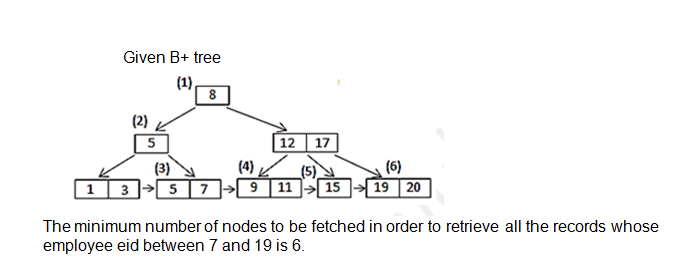 Given B+ tree
(1)
8
(2)
5
12 17
(3) (4) (5) (6)
1 3 5 7 9 11 15 19 20
The minimum number of nodes to be fetched in order to retrieve all the records whose
employee eid between 7 and 19 is 6.